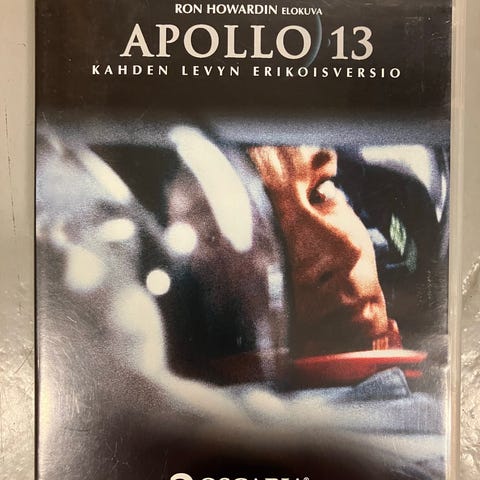 RON HOWARDIN ELOKUVA
APOLLO 13
KAHDEN LEVYN ERIKOISVERSIO